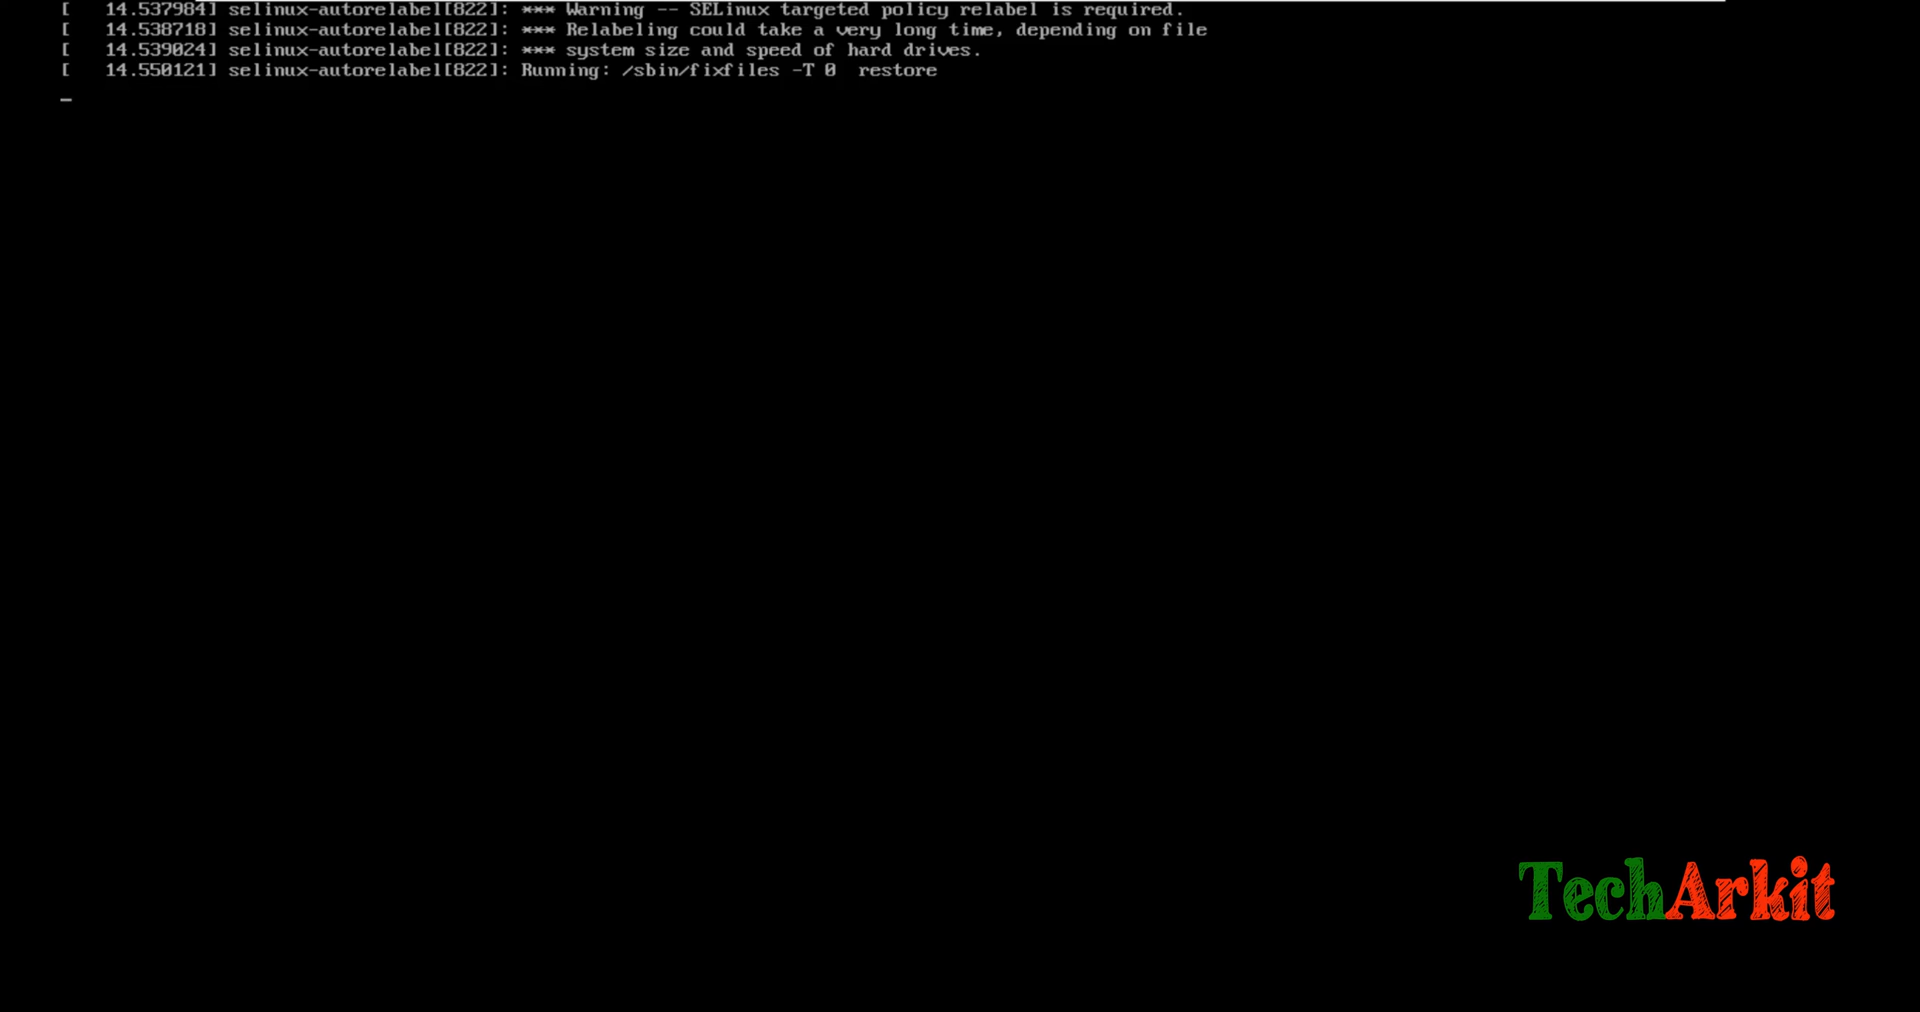 [   14.537984] selinux-autorelabel[822]: *** Warning -- SELinux targeted policy relabel is required.
[   14.538718] selinux-autorelabel[822]: *** Relabeling could take a very long time, depending on file
[   14.539024] selinux-autorelabel[822]: *** system size and speed of hard drives.
[   14.550121] selinux-autorelabel[822]: Running: /sbin/fixfiles -T 0  restore
_
TechArkit